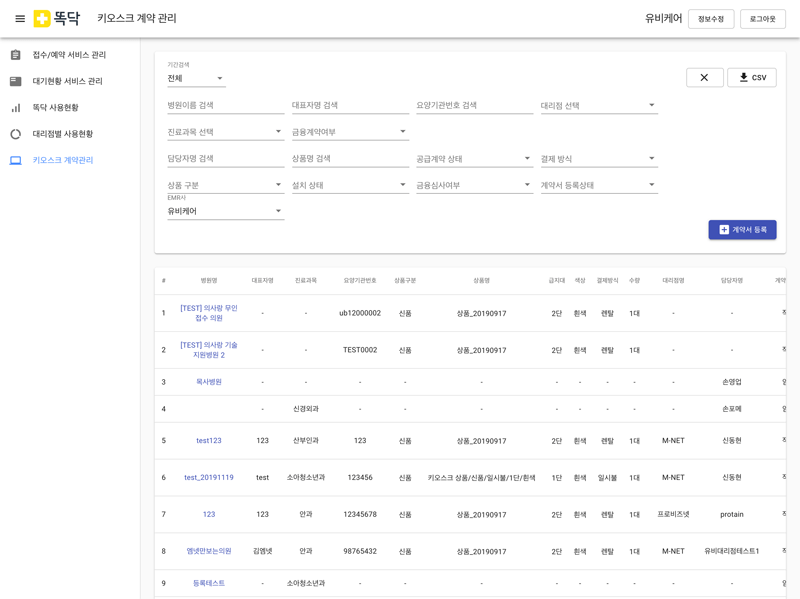 똑닥 키오스크 계약 관리 유비케어 정보수정 로그아웃
접수/예약 서비스 관리
대기현황 서비스 관리
똑닥 사용현황
대리점별 사용현황
키오스크 계약관리
기간검색
전체
CSV
병원이름 검색 대표자명 검색 요양기관번호 검색 대리점 선택
진료과목 선택 금융계약여부
담당자명 검색 상품명 검색 공급계약 상태 결제 방식
상품 구분 설치 상태 금융심사여부 계약서 등록상태
EMR사
유비케어
계약서 등록
# 병원명 대표자명 진료과목 요양기관번호 상품구분 상품명 급지대 색상 결제방식 수량 대리점명 담당자명 계약
1 [TEST] 의사랑 무인 접수 의원 - - ub12000002 신품 상품_20190917 2단 흰색 렌탈 1대 - -
2 [TEST] 의사랑 기술 지원병원 2 - - TEST0002 신품 상품_20190917 2단 흰색 렌탈 1대 - -
3 목사병원 - - - - - - - - - - 손영업
4 - 신경외과 - - - - - - - - 손포메
5 test123 123 산부인과 123 신품 상품_20190917 2단 흰색 렌탈 1대 M-NET 신동현
6 test_20191119 test 소아청소년과 123456 신품 키오스크 상품/신품/일시불/1단/흰색 1단 흰색 일시불 1대 M-NET 신동현
7 123 123 안과 12345678 신품 상품_20190917 2단 흰색 렌탈 1대 프로비즈넷 protain
8 엠넷만보는의원 김엠넷 안과 98765432 신품 상품_20190917 2단 흰색 렌탈 1대 M-NET 유비대리점테스트1
9 등록테스트 - 소아청소년과 - - - - - - - - -